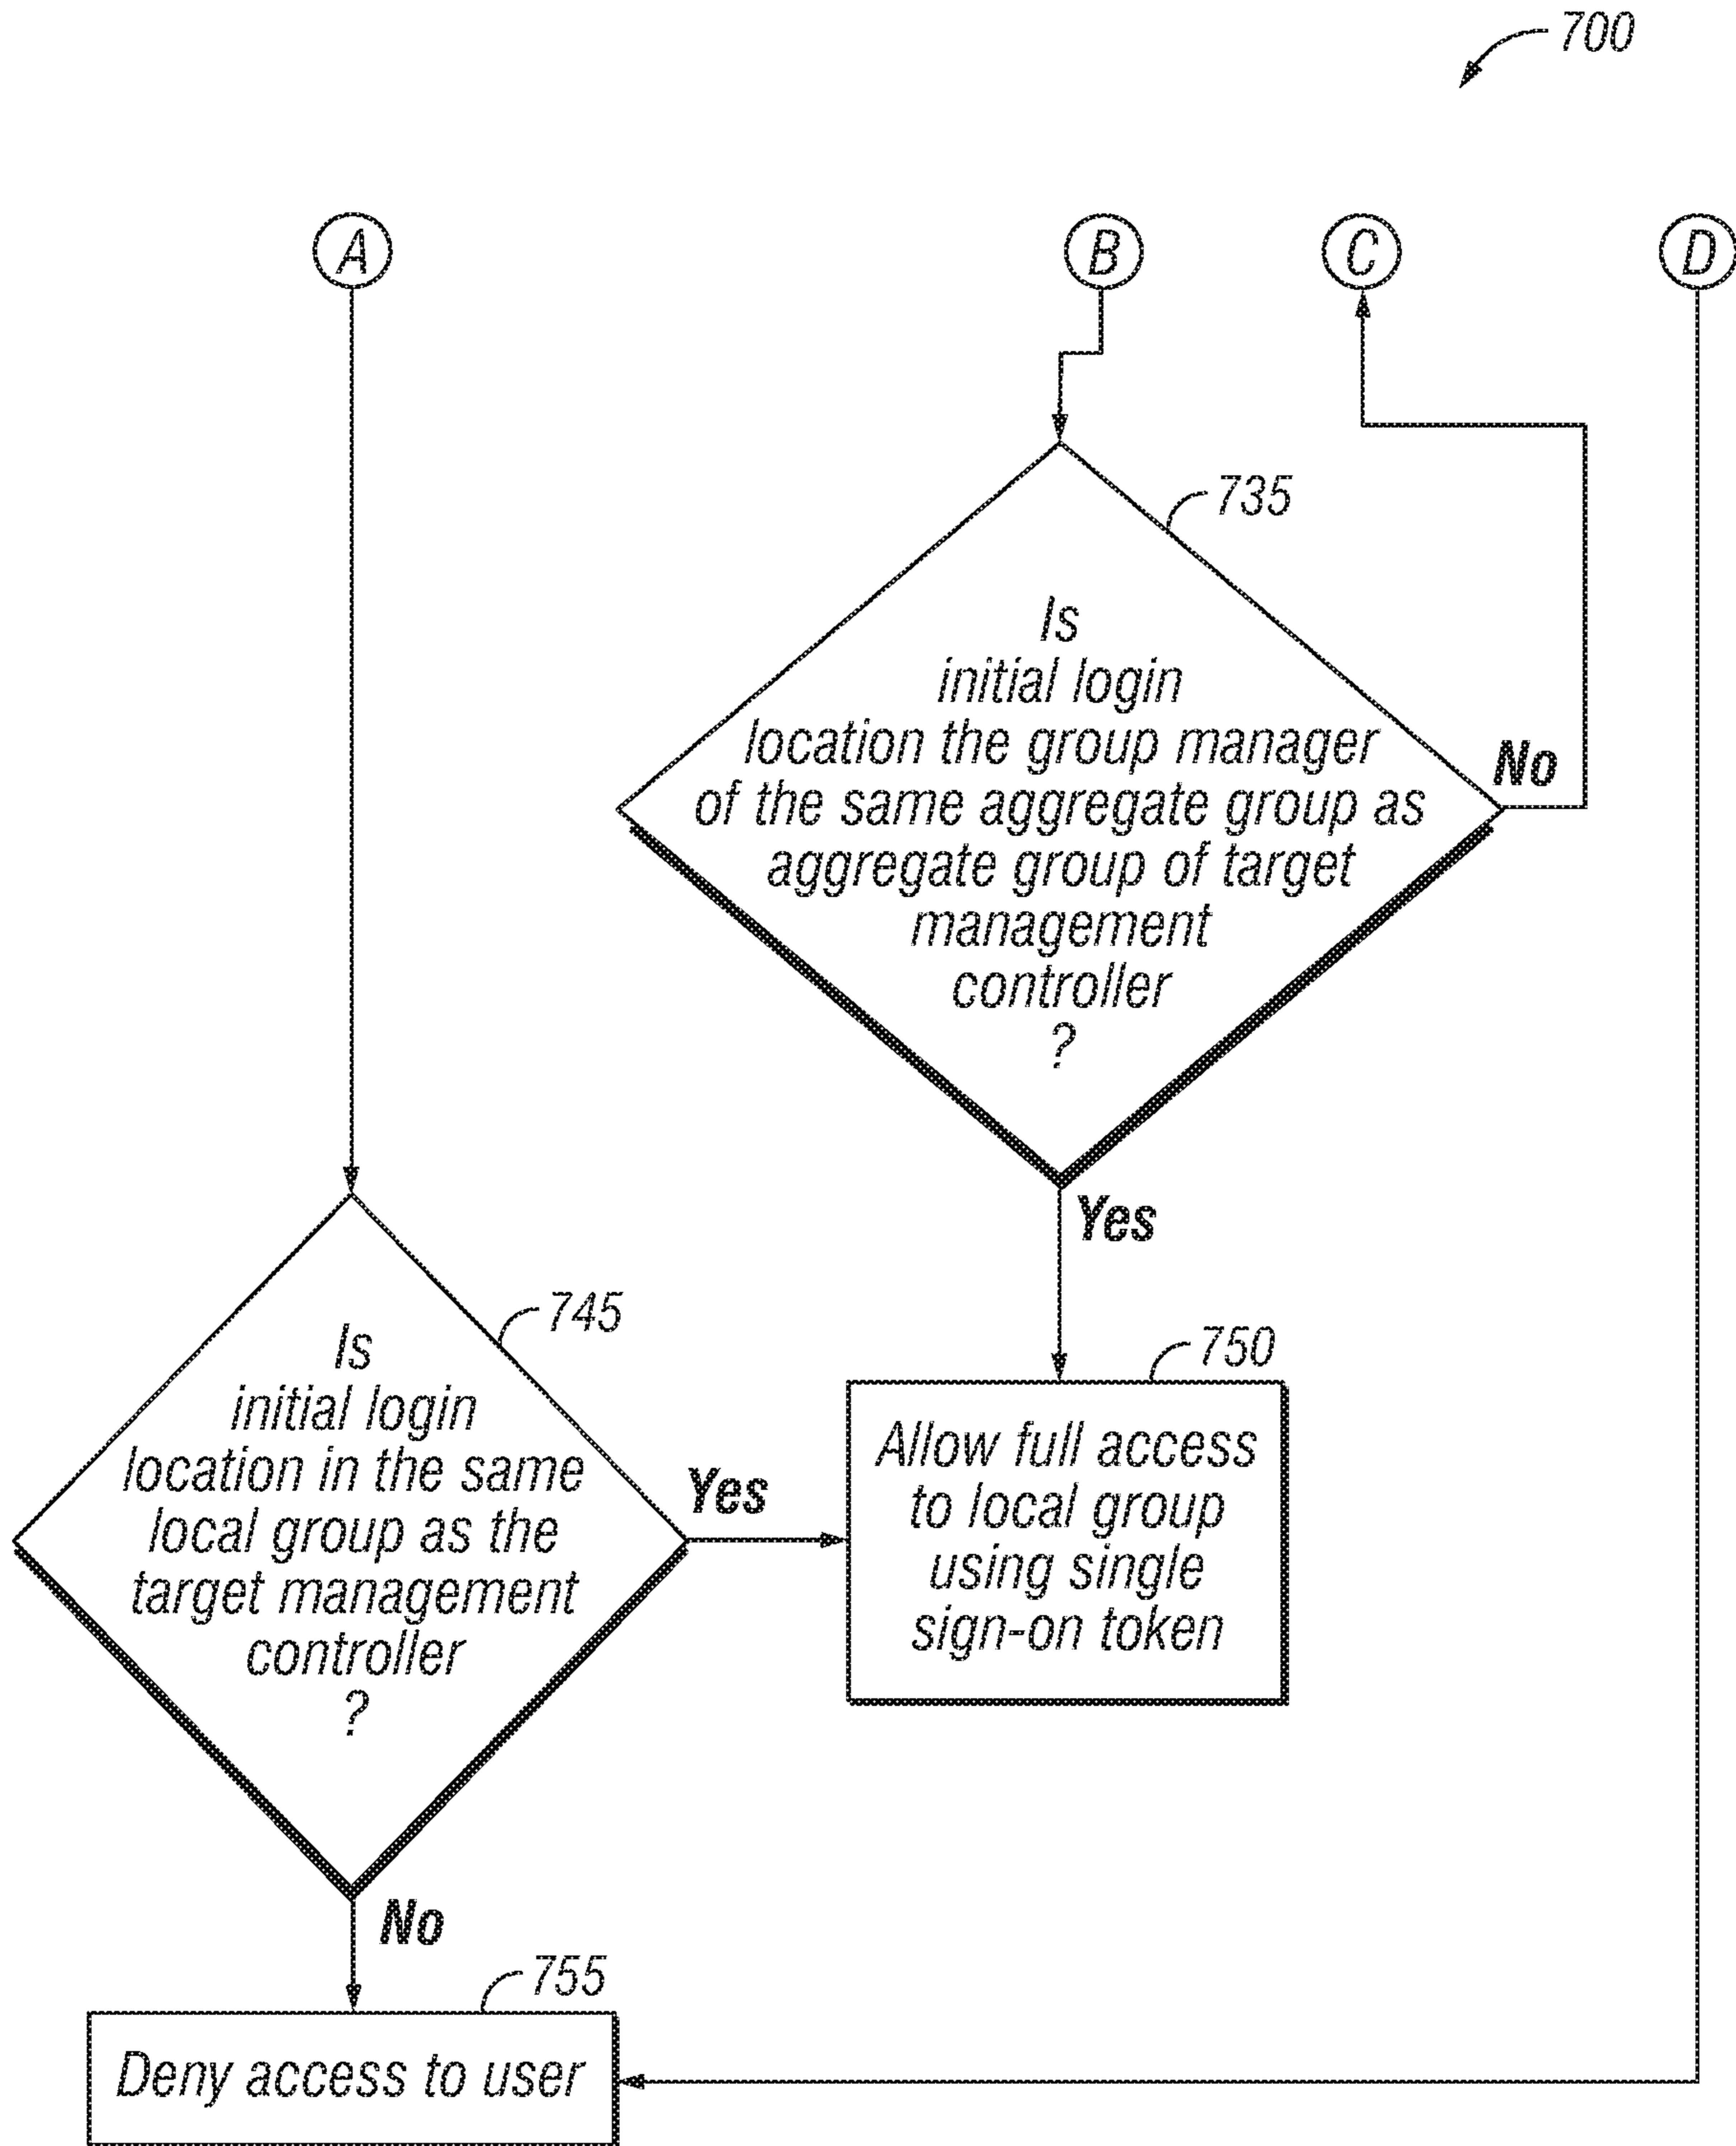 700
A
B
C
D
735
Is
initial login
location the group manager
of the same aggregate group as
aggregate group of target
management
controller
?
No
Yes
745
Is
initial login
location in the same
local group as the
target management
controller
?
Yes
750
Allow full access
to local group
using single
sign-on token
No
755
Deny access to user